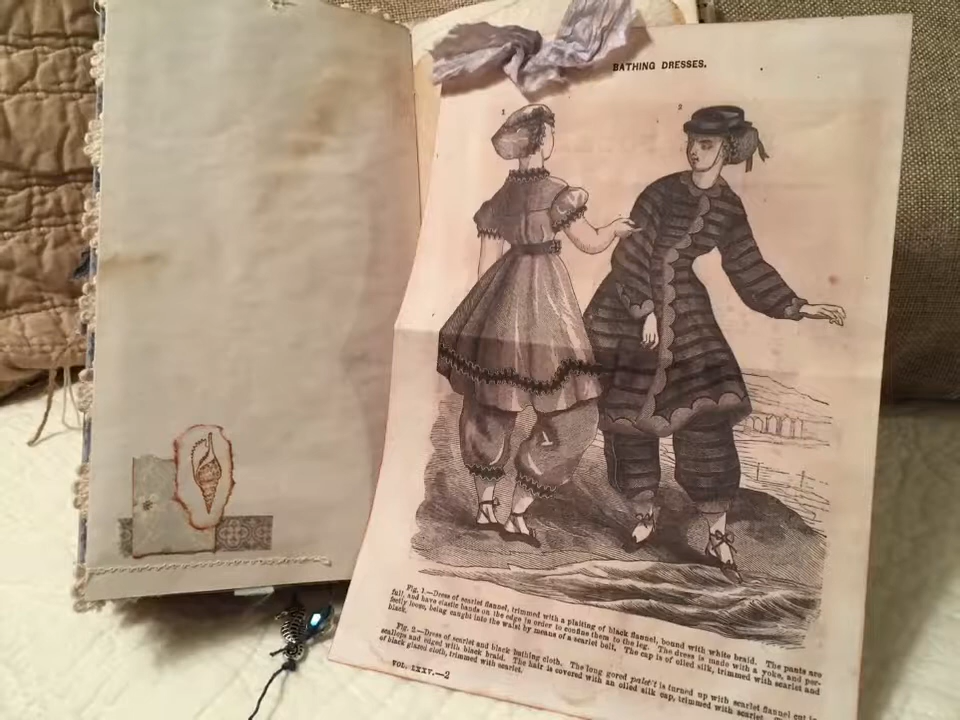 BATHING DRESSES.
1
2
Fig. 1.—Dress of scarlet flannel, trimmed with a plaiting of black flannel, bound with white braid. The pants are
full, and have elastic bands on the edge in order to confine them to the leg. The dress is made with a yoke, and per-
fectly loose, being caught into the waist by means of a scarlet belt. The cap is of oiled silk, trimmed with scarlet and
black.
Fig. 2.—Dress of scarlet and black bathing cloth. The long gored paletôt is turned up with scarlet flannel cut in
scallops and edged with black braid. The hair is covered with an oiled silk cap, trimmed with scarlet
of black glazed cloth, trimmed with scarlet.
VOL. LXXV.—2